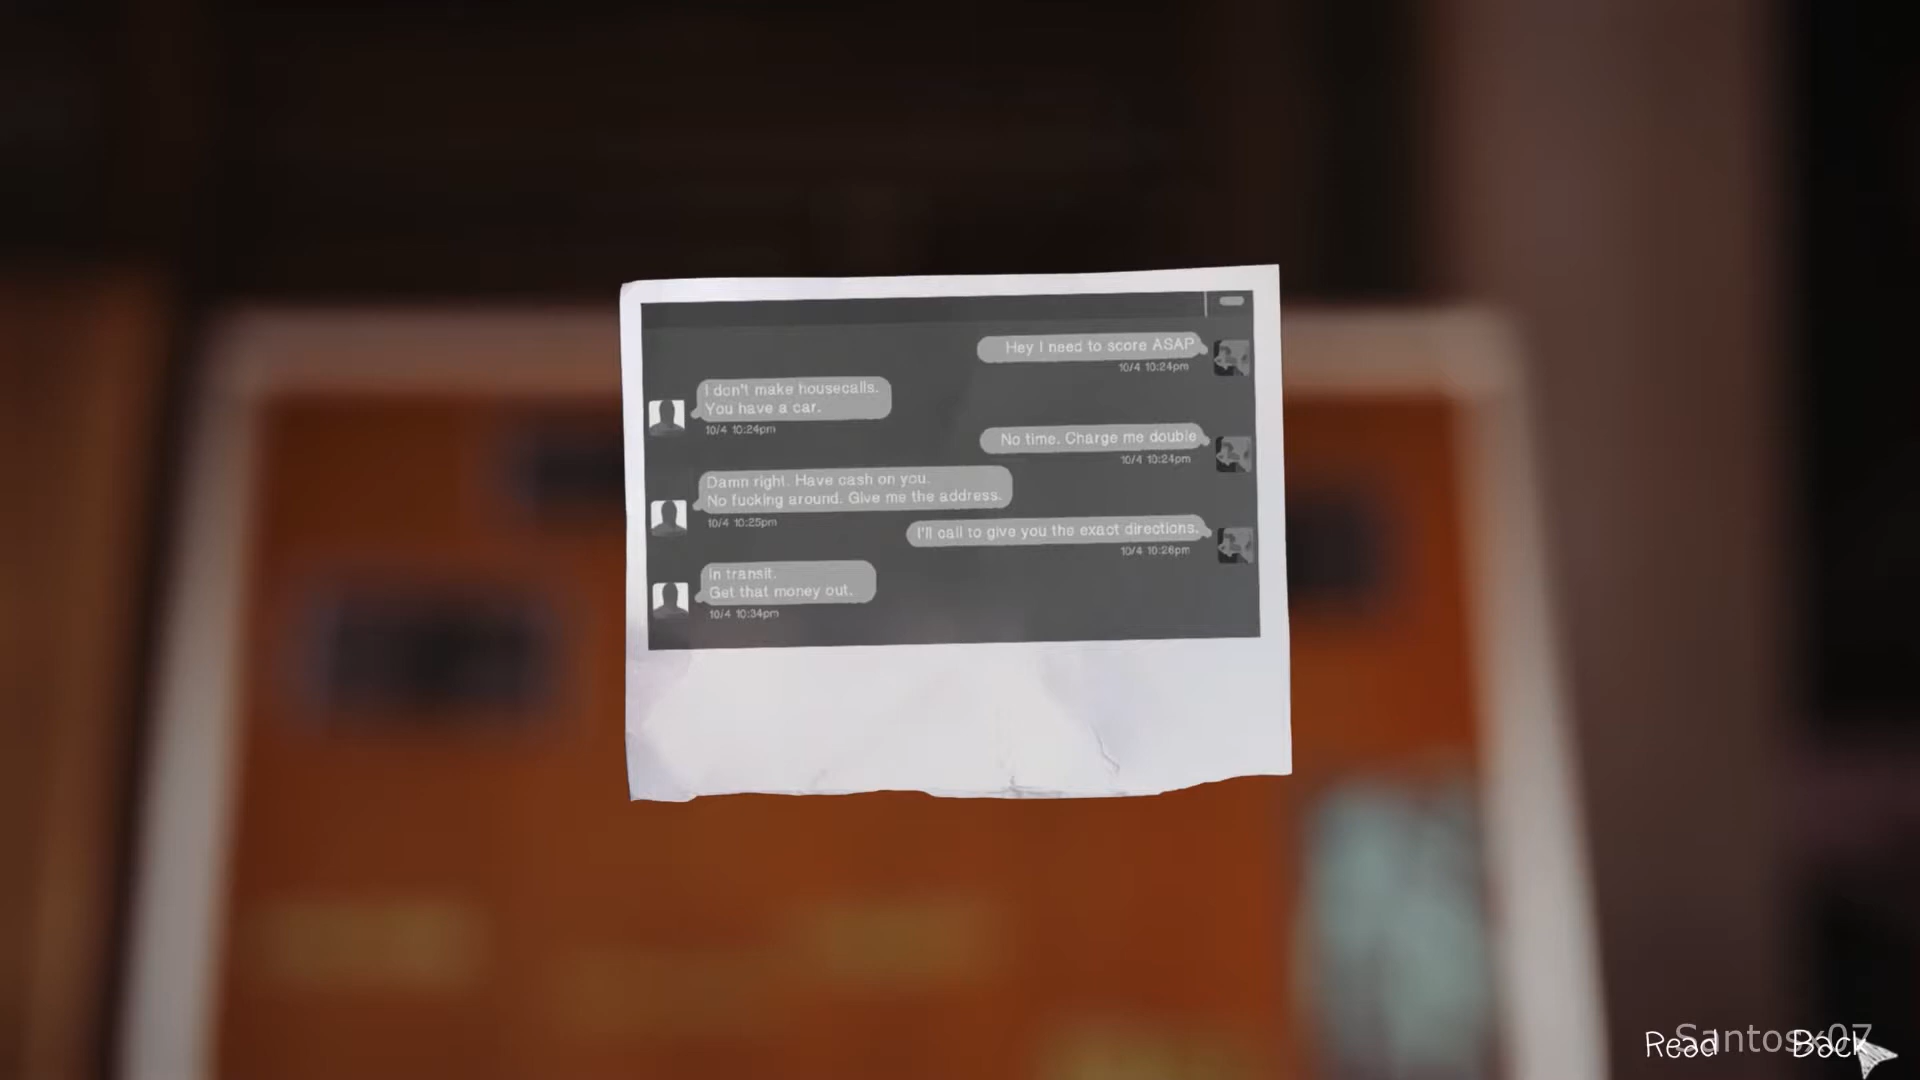 Hey I need to score ASAP
10/4 10:24pm
I don't make housecalls.
You have a car.
10/4 10:24pm
No time. Charge me double
10/4 10:24pm
Damn right. Have cash on you.
No fucking around. Give me the address.
10/4 10:25pm
I'll call to give you the exact directions.
10/4 10:26pm
In transit.
Get that money out.
10/4 10:34pm
Santosx07
Read
Back